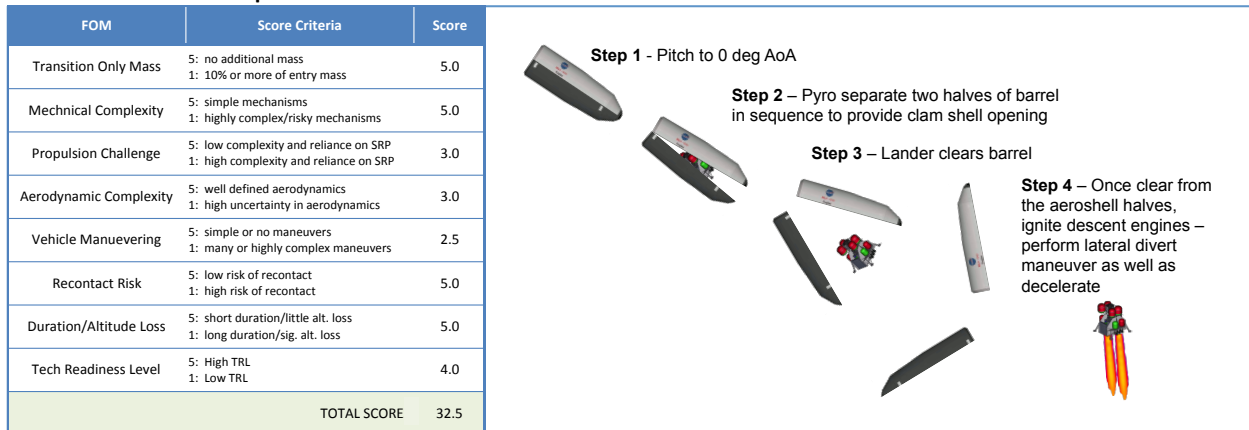 FOM Score Criteria Score
Transition Only Mass
5: no additional mass
1: 10% or more of entry mass
5.0
Mechnical Complexity
5: simple mechanisms
1: highly complex/risky mechanisms
5.0
Propulsion Challenge
5: low complexity and reliance on SRP
1: high complexity and reliance on SRP
3.0
Aerodynamic Complexity
5: well defined aerodynamics
1: high uncertainty in aerodynamics
3.0
Vehicle Manuevering
5: simple or no maneuvers
1: many or highly complex maneuvers
2.5
Recontact Risk
5: low risk of recontact
1: high risk of recontact
5.0
Duration/Altitude Loss
5: short duration/little alt. loss
1: long duration/sig. alt. loss
5.0
Tech Readiness Level
5: High TRL
1: Low TRL
4.0
TOTAL SCORE 32.5
Step 1 - Pitch to 0 deg AoA
Step 2 – Pyro separate two halves of barrel
in sequence to provide clam shell opening
Step 3 – Lander clears barrel
Step 4 – Once clear from
the aeroshell halves,
ignite descent engines –
perform lateral divert
maneuver as well as
decelerate